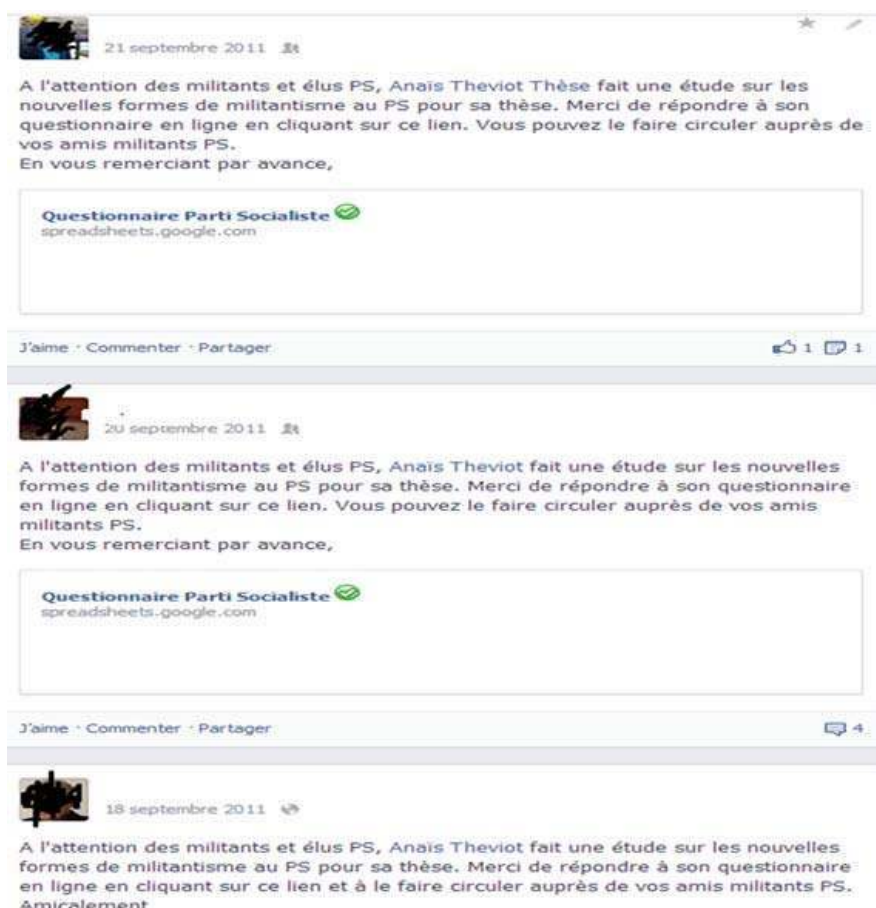 21 septembre 2011
A l'attention des militants et élus PS, Anaïs Theviot Thèse fait une étude sur les
nouvelles formes de militantisme au PS pour sa thèse. Merci de répondre à son
questionnaire en ligne en cliquant sur ce lien. Vous pouvez le faire circuler auprès de
vos amis militants PS.
En vous remerciant par avance,
Questionnaire Parti Socialiste
spreadsheets.google.com
J'aime · Commenter · Partager
1 1
20 septembre 2011
A l'attention des militants et élus PS, Anaïs Theviot fait une étude sur les nouvelles
formes de militantisme au PS pour sa thèse. Merci de répondre à son questionnaire
en ligne en cliquant sur ce lien. Vous pouvez le faire circuler auprès de vos amis
militants PS.
En vous remerciant par avance,
Questionnaire Parti Socialiste
spreadsheets.google.com
J'aime · Commenter · Partager
4
18 septembre 2011
A l'attention des militants et élus PS, Anaïs Theviot fait une étude sur les nouvelles
formes de militantisme au PS pour sa thèse. Merci de répondre à son questionnaire
en ligne en cliquant sur ce lien et à le faire circuler auprès de vos amis militants PS.
Amicalement